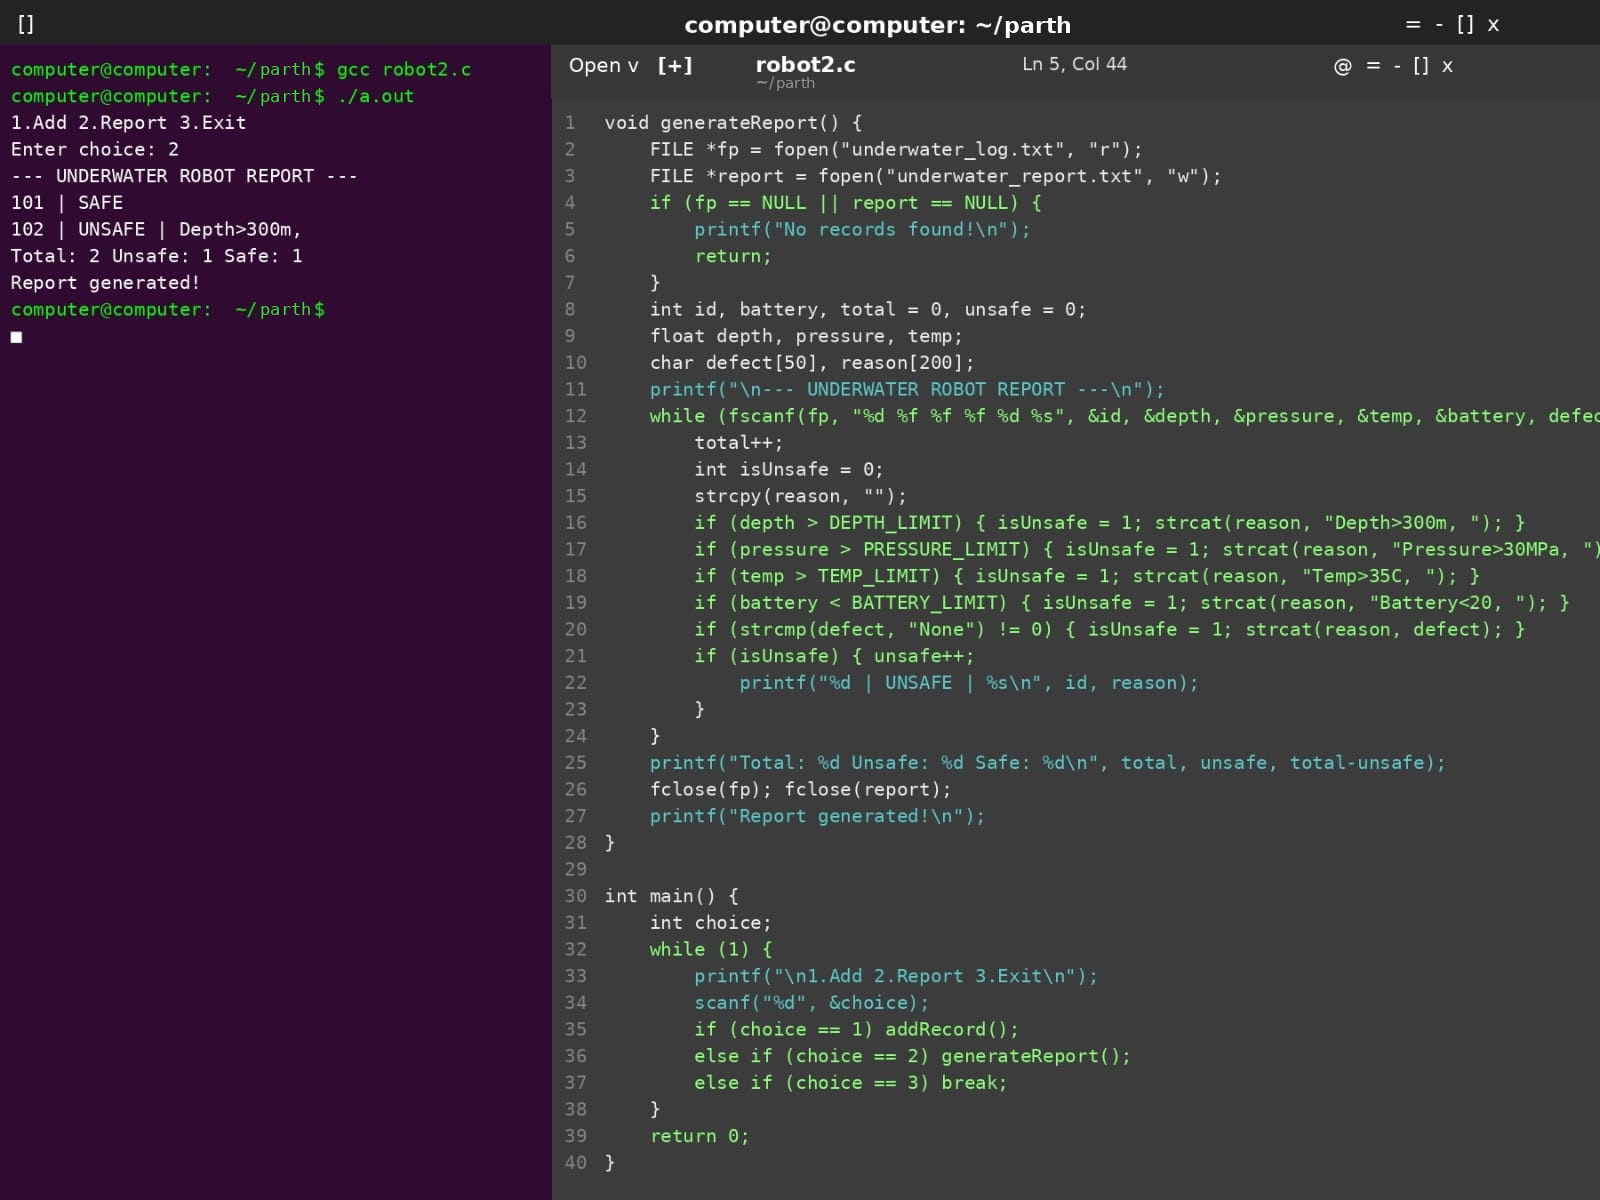 []
computer@computer: ~/parth
= - [] x
computer@computer:  ~/parth$ gcc robot2.c
computer@computer:  ~/parth$ ./a.out
1.Add 2.Report 3.Exit
Enter choice: 2
--- UNDERWATER ROBOT REPORT ---
101 | SAFE
102 | UNSAFE | Depth>300m,
Total: 2 Unsafe: 1 Safe: 1
Report generated!
computer@computer:  ~/parth$
Open v [+] robot2.c Ln 5, Col 44 @ = - [] x
~/parth
1 void generateReport() {
2     FILE *fp = fopen("underwater_log.txt", "r");
3     FILE *report = fopen("underwater_report.txt", "w");
4     if (fp == NULL || report == NULL) {
5         printf("No records found!\n");
6         return;
7     }
8     int id, battery, total = 0, unsafe = 0;
9     float depth, pressure, temp;
10     char defect[50], reason[200];
11     printf("\n--- UNDERWATER ROBOT REPORT ---\n");
12     while (fscanf(fp, "%d %f %f %f %d %s", &id, &depth, &pressure, &temp, &battery, defec
13         total++;
14         int isUnsafe = 0;
15         strcpy(reason, "");
16         if (depth > DEPTH_LIMIT) { isUnsafe = 1; strcat(reason, "Depth>300m, "); }
17         if (pressure > PRESSURE_LIMIT) { isUnsafe = 1; strcat(reason, "Pressure>30MPa, ")
18         if (temp > TEMP_LIMIT) { isUnsafe = 1; strcat(reason, "Temp>35C, "); }
19         if (battery < BATTERY_LIMIT) { isUnsafe = 1; strcat(reason, "Battery<20, "); }
20         if (strcmp(defect, "None") != 0) { isUnsafe = 1; strcat(reason, defect); }
21         if (isUnsafe) { unsafe++;
22             printf("%d | UNSAFE | %s\n", id, reason);
23         }
24     }
25     printf("Total: %d Unsafe: %d Safe: %d\n", total, unsafe, total-unsafe);
26     fclose(fp); fclose(report);
27     printf("Report generated!\n");
28 }
29
30 int main() {
31     int choice;
32     while (1) {
33         printf("\n1.Add 2.Report 3.Exit\n");
34         scanf("%d", &choice);
35         if (choice == 1) addRecord();
36         else if (choice == 2) generateReport();
37         else if (choice == 3) break;
38     }
39     return 0;
40 }